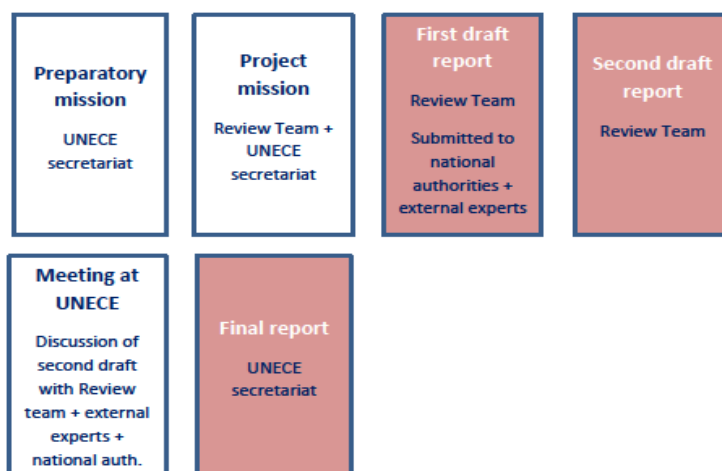 Preparatory
mission
UNECE
secretariat
Project
mission
Review Team +
UNECE
secretariat
First draft
report
Review Team
Submitted to
national
authorities +
external experts
Second draft
report
Review Team
Meeting at
UNECE
Discussion of
second draft
with Review
team + external
experts +
national auth.
Final report
UNECE
secretariat